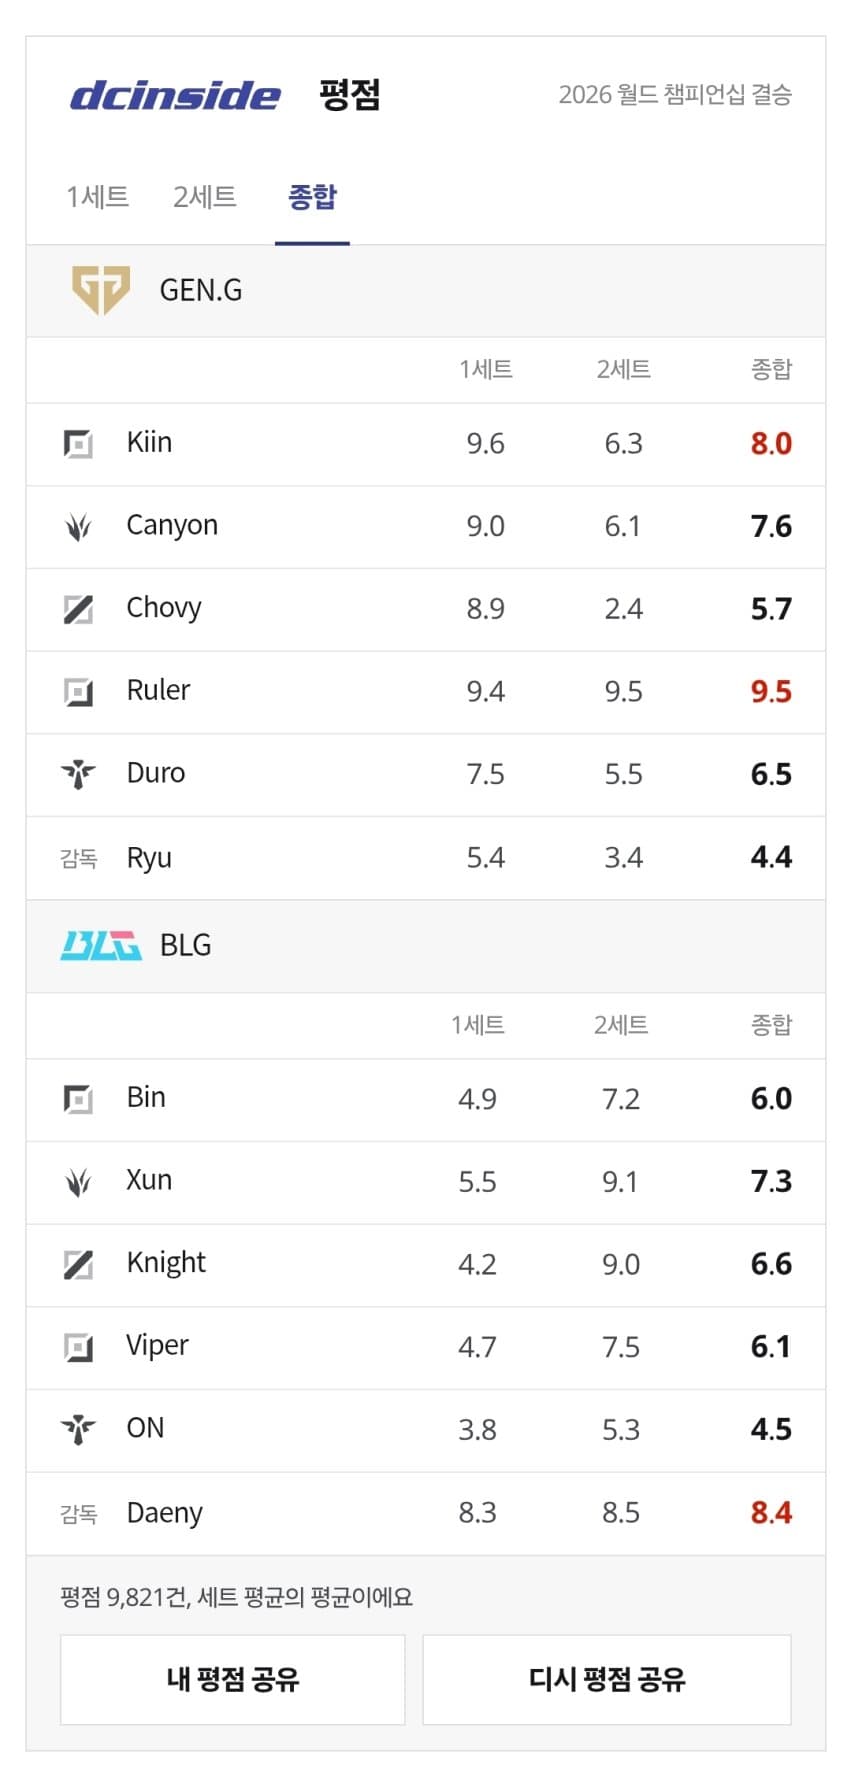 dcinside 평점 2026 월드 챔피언십 결승
1세트 2세트 종합
GEN.G
1세트 2세트 종합
Kiin 9.6 6.3 8.0
Canyon 9.0 6.1 7.6
Chovy 8.9 2.4 5.7
Ruler 9.4 9.5 9.5
Duro 7.5 5.5 6.5
감독 Ryu 5.4 3.4 4.4
BLG BLG
1세트 2세트 종합
Bin 4.9 7.2 6.0
Xun 5.5 9.1 7.3
Knight 4.2 9.0 6.6
Viper 4.7 7.5 6.1
ON 3.8 5.3 4.5
감독 Daeny 8.3 8.5 8.4
평점 9,821건, 세트 평균의 평균이에요
내 평점 공유 디시 평점 공유